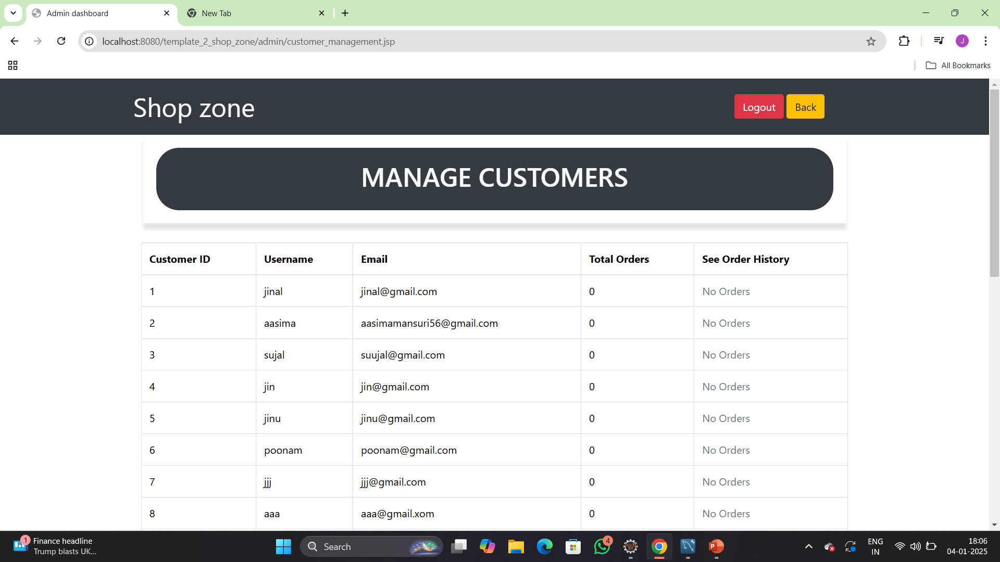 Admin dashboard
New Tab
localhost:8080/template_2_shop_zone/admin/customer_management.jsp
J
All Bookmarks
Shop zone
Logout Back
MANAGE CUSTOMERS
Customer ID Username Email Total Orders See Order History
1 jinal jinal@gmail.com 0 No Orders
2 aasima aasimamansuri56@gmail.com 0 No Orders
3 sujal suujal@gmail.com 0 No Orders
4 jin jin@gmail.com 0 No Orders
5 jinu jinu@gmail.com 0 No Orders
6 poonam poonam@gmail.com 0 No Orders
7 jjj jjj@gmail.com 0 No Orders
8 aaa aaa@gmail.xom 0 No Orders
1
Finance headline
Trump blasts UK...
Search
4
ENG
IN
18:06
04-01-2025